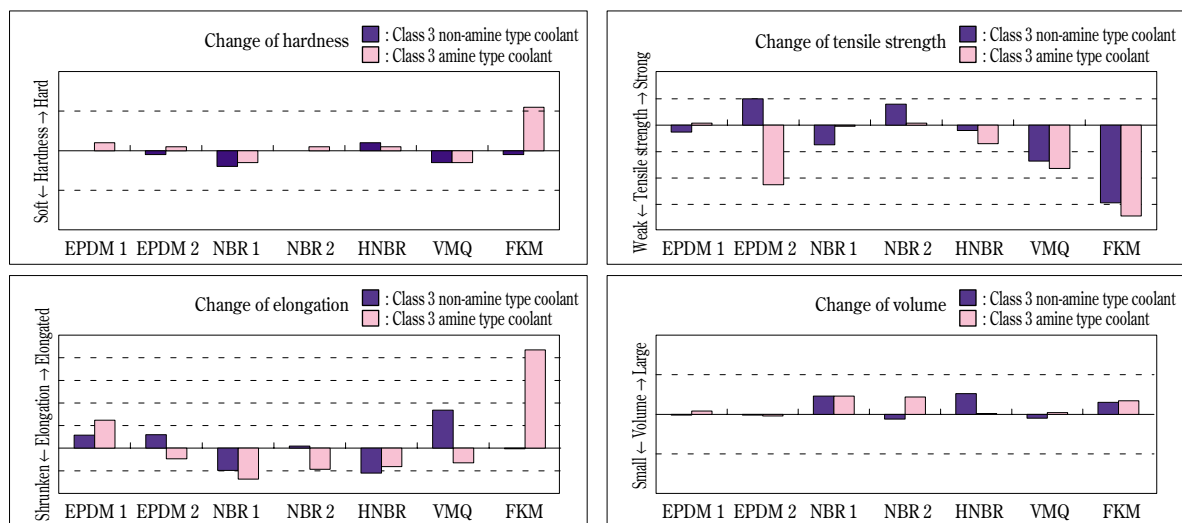 Change of hardness
: Class 3 non-amine type coolant
: Class 3 amine type coolant
Soft ← Hardness → Hard
EPDM 1 EPDM 2 NBR 1 NBR 2 HNBR VMQ FKM
Change of tensile strength
: Class 3 non-amine type coolant
: Class 3 amine type coolant
Weak ← Tensile strength → Strong
EPDM 1 EPDM 2 NBR 1 NBR 2 HNBR VMQ FKM
Change of elongation
: Class 3 non-amine type coolant
: Class 3 amine type coolant
Shrunken ← Elongation → Elongated
EPDM 1 EPDM 2 NBR 1 NBR 2 HNBR VMQ FKM
Change of volume
: Class 3 non-amine type coolant
: Class 3 amine type coolant
Small ← Volume → Large
EPDM 1 EPDM 2 NBR 1 NBR 2 HNBR VMQ FKM